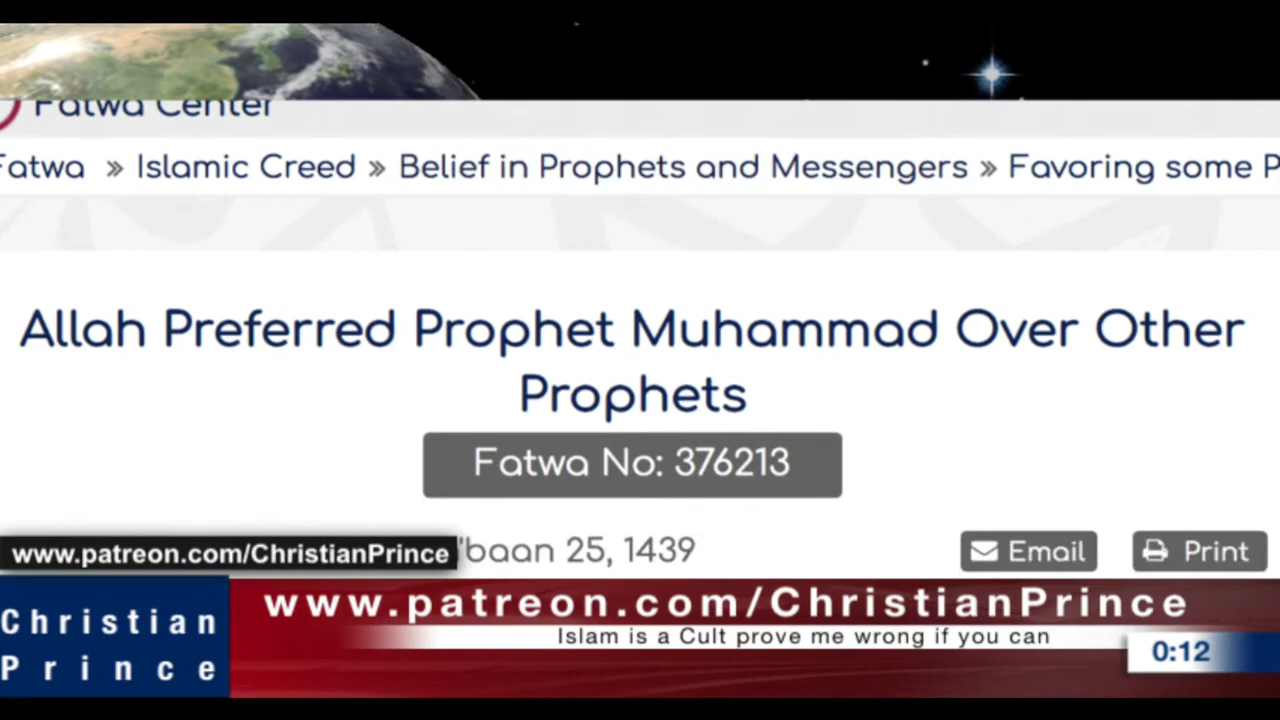 Fatwa Center
Fatwa » Islamic Creed » Belief in Prophets and Messengers » Favoring some P
Allah Preferred Prophet Muhammad Over Other
Prophets
Fatwa No: 376213
'baan 25, 1439
Email
Print
www.patreon.com/ChristianPrince
www.patreon.com/ChristianPrince
Islam is a Cult prove me wrong if you can
Christian
Prince
0:12